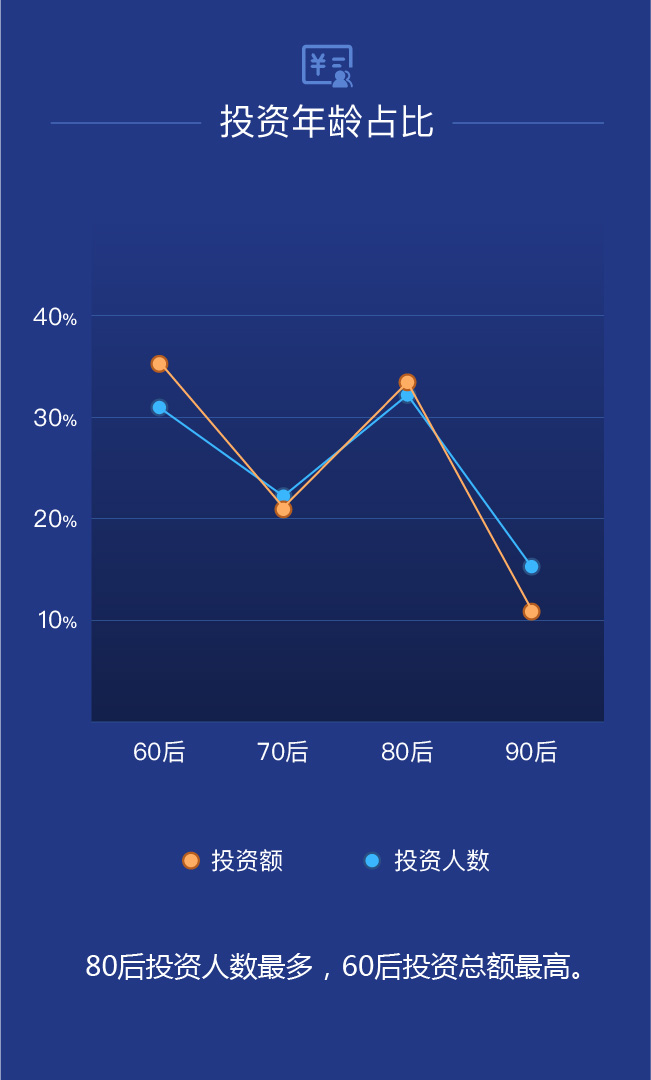 投资年龄占比
40%
30%
20%
10%
60后 70后 80后 90后
投资额 投资人数
80后投资人数最多，60后投资总额最高。